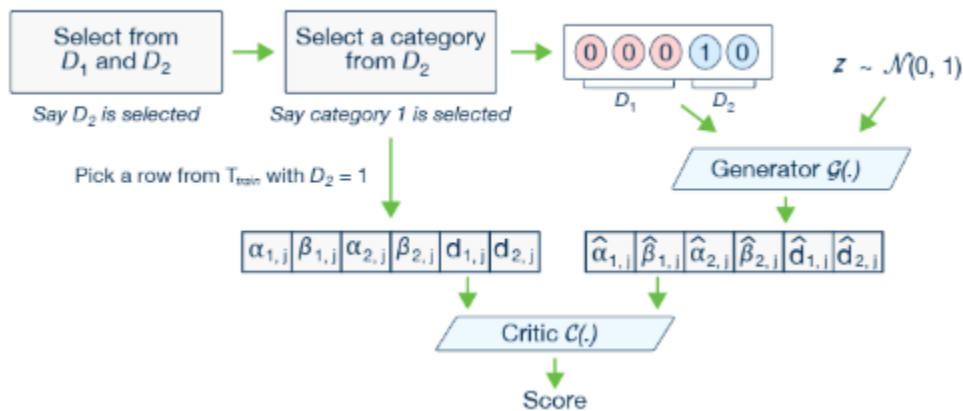 Select from
D₁ and D₂
Say D₂ is selected
Select a category
from D₂
Say category 1 is selected
0 0 0 1 0
D₁ D₂
z ~ 𝒩(0, 1)
Pick a row from T_train with D₂ = 1
Generator 𝒢(.)
α₁,ⱼ β₁,ⱼ α₂,ⱼ β₂,ⱼ d₁,ⱼ d₂,ⱼ
α̂₁,ⱼ β̂₁,ⱼ α̂₂,ⱼ β̂₂,ⱼ d̂₁,ⱼ d̂₂,ⱼ
Critic 𝒞(.)
Score